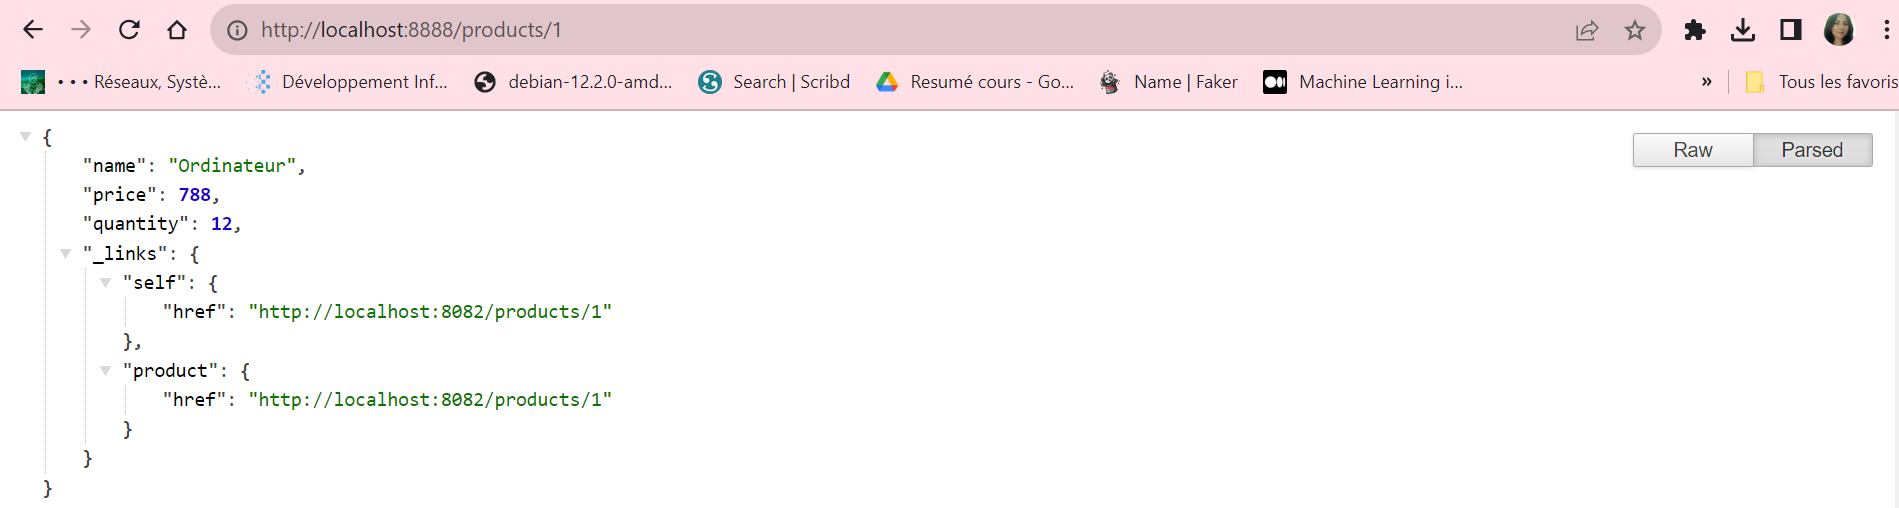 http://localhost:8888/products/1
• • • Réseaux, Systè... Développement Inf... debian-12.2.0-amd... Search | Scribd Resumé cours - Go... Name | Faker Machine Learning i... » Tous les favoris
Raw Parsed
{
"name": "Ordinateur",
"price": 788,
"quantity": 12,
"_links": {
"self": {
"href": "http://localhost:8082/products/1"
},
"product": {
"href": "http://localhost:8082/products/1"
}
}
}